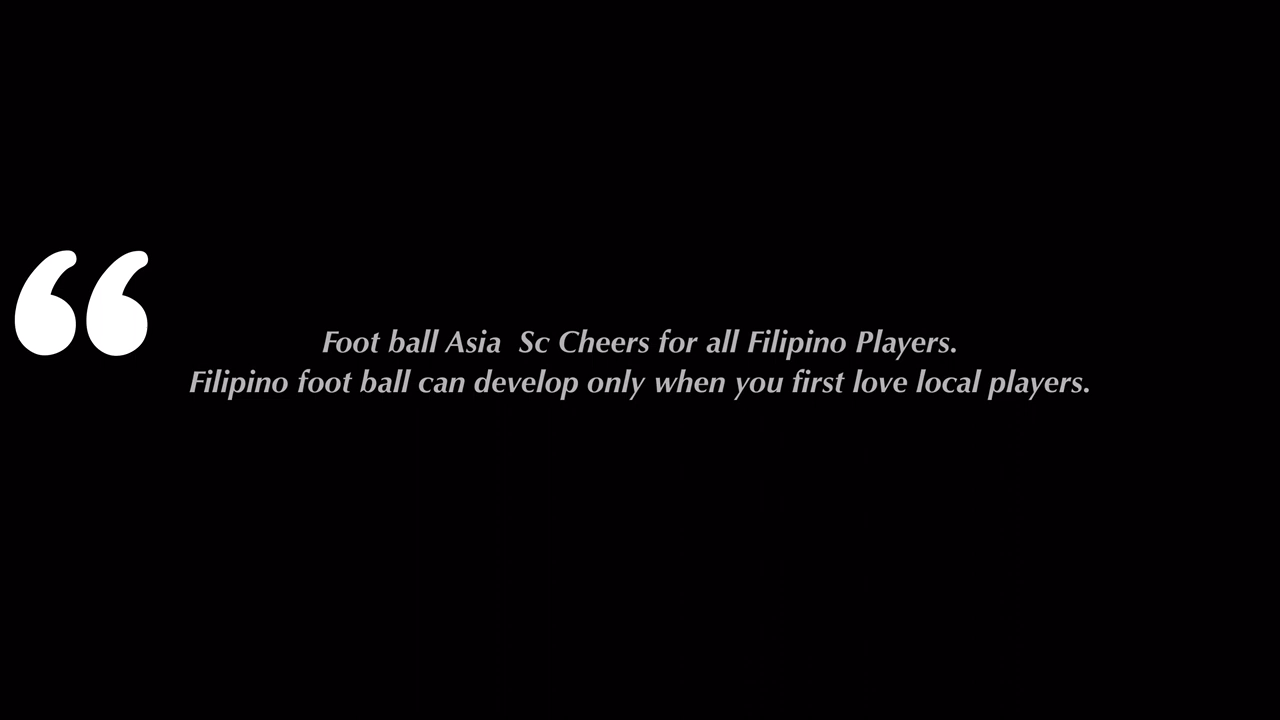 “
Foot ball Asia  Sc Cheers for all Filipino Players.
Filipino foot ball can develop only when you first love local players.